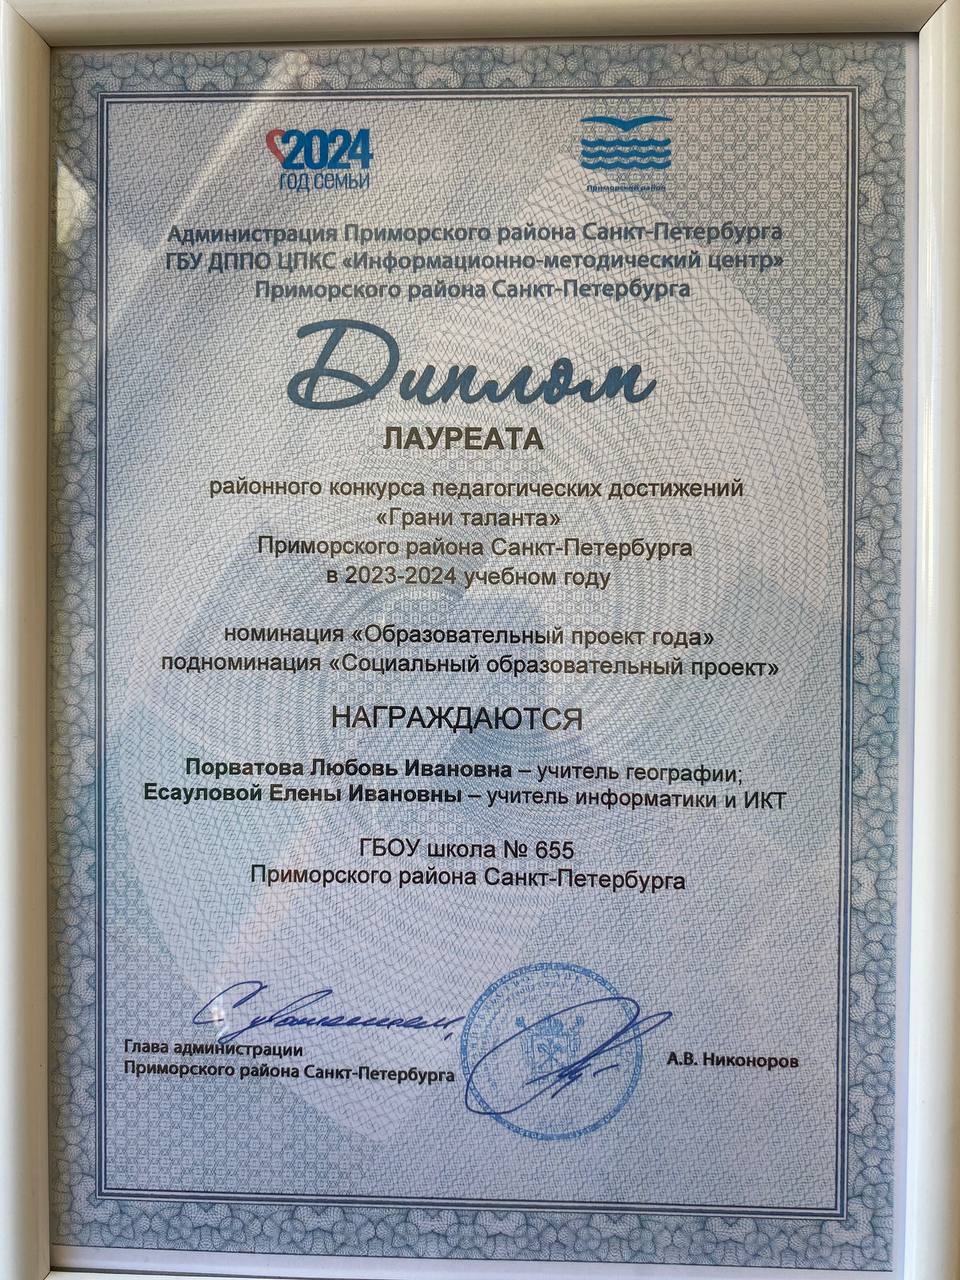 2024
ГОД СЕМЬИ
Приморский район
Администрация Приморского района Санкт-Петербурга
ГБУ ДППО ЦПКС «Информационно-методический центр»
Приморского района Санкт-Петербурга
Диплом
ЛАУРЕАТА
районного конкурса педагогических достижений
«Грани таланта»
Приморского района Санкт-Петербурга
в 2023-2024 учебном году
номинация «Образовательный проект года»
подноминация «Социальный образовательный проект»
НАГРАЖДАЮТСЯ
Порватова Любовь Ивановна – учитель географии;
Есауловой Елены Ивановны – учитель информатики и ИКТ
ГБОУ школа № 655
Приморского района Санкт-Петербурга
С уважением,
Глава администрации
Приморского района Санкт-Петербурга
А.В. Никоноров